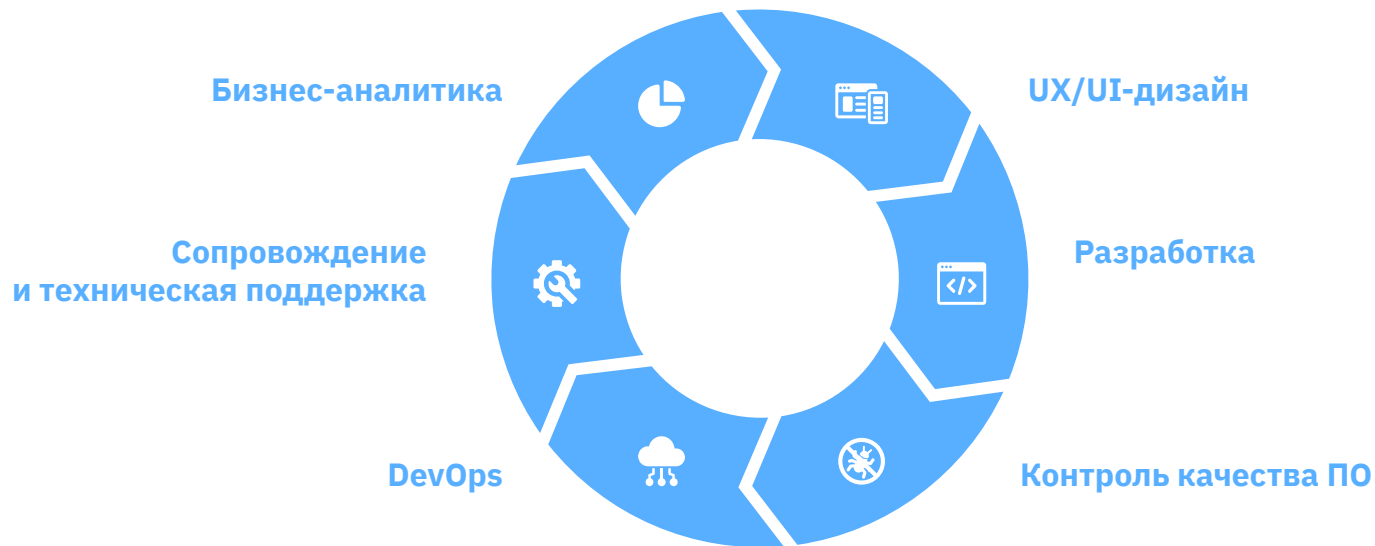 Бизнес-аналитика
UX/UI-дизайн
Сопровождение
и техническая поддержка
Разработка
</>
DevOps
Контроль качества ПО